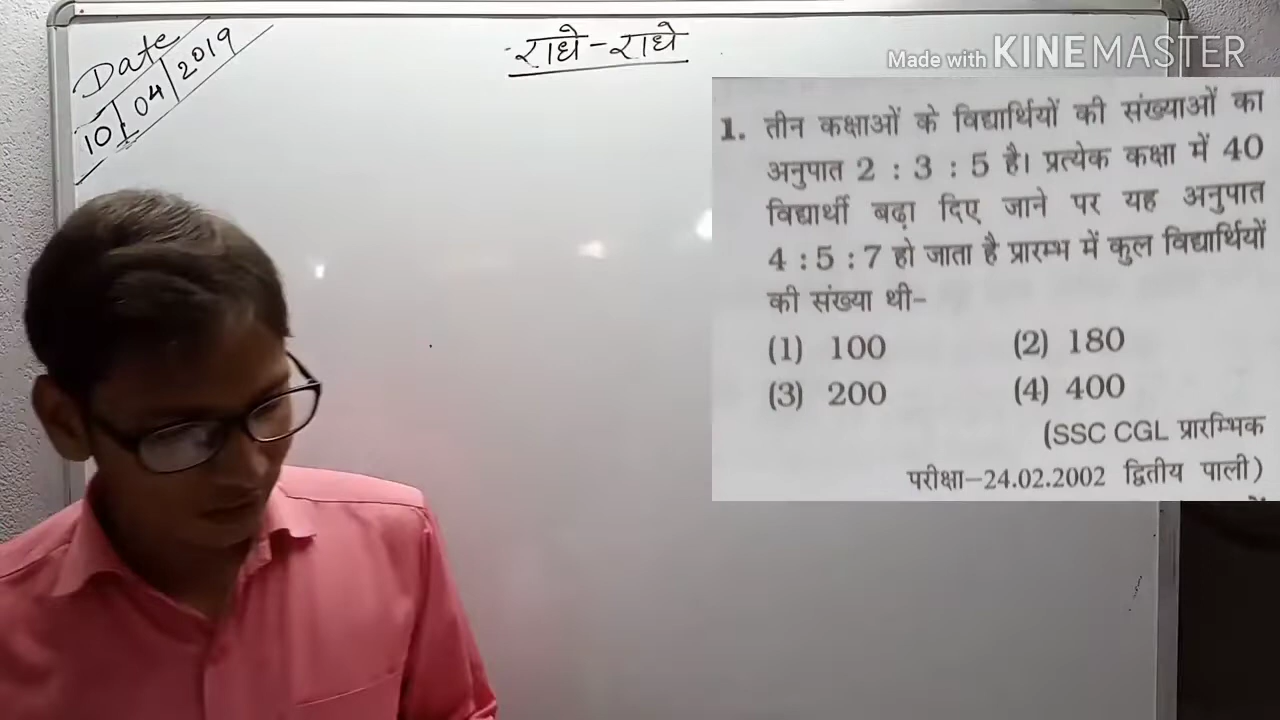 Date
10/04/2019
राधे-राधे
Made with KINEMASTER
1. तीन कक्षाओं के विद्यार्थियों की संख्याओं का
अनुपात 2 : 3 : 5 है। प्रत्येक कक्षा में 40
विद्यार्थी बढ़ा दिए जाने पर यह अनुपात
4 : 5 : 7 हो जाता है प्रारम्भ में कुल विद्यार्थियों
की संख्या थी–
(1) 100 (2) 180
(3) 200 (4) 400
(SSC CGL प्रारम्भिक
परीक्षा–24.02.2002 द्वितीय पाली)